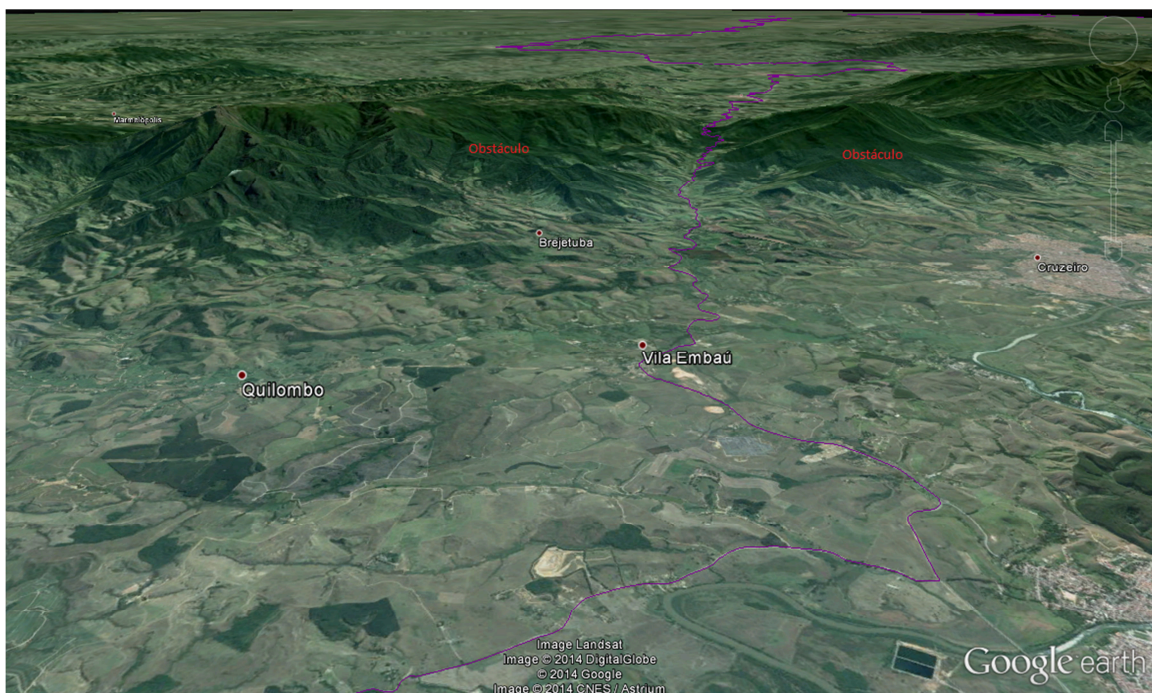 Marmelópolis
Obstáculo
Obstáculo
Brejetuba
Cruzeiro
Vila Embaú
Quilombo
Image Landsat
Image © 2014 DigitalGlobe
© 2014 Google
Image © 2014 CNES / Astrium
Google earth